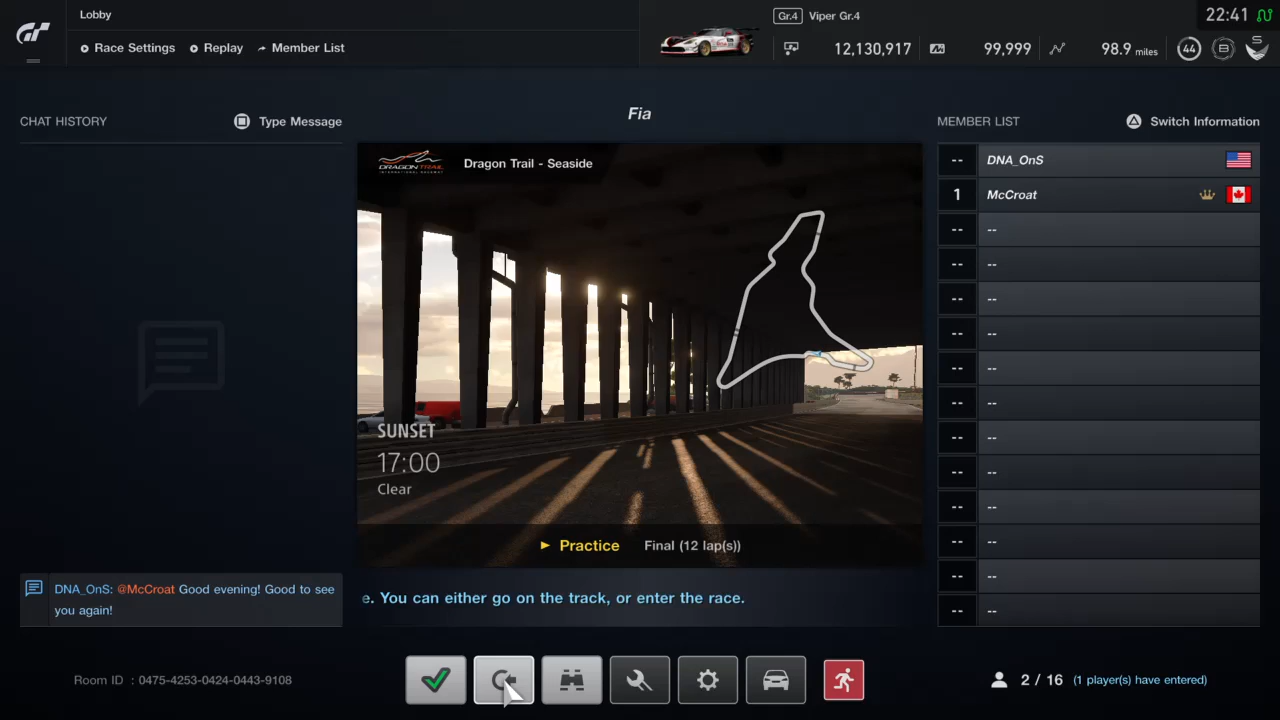 Lobby
Race Settings Replay Member List
Gr.4 Viper Gr.4
12,130,917 99,999 98.9 miles 44 B S
22:41
CHAT HISTORY Type Message
Fia
MEMBER LIST Switch Information
DRAGON TRAIL Dragon Trail - Seaside
-- DNA_OnS
1 McCroat
-- --
-- --
-- --
-- --
-- --
-- --
-- --
-- --
-- --
-- --
-- --
-- --
SUNSET
17:00
Clear
Practice Final (12 lap(s))
DNA_OnS: @McCroat Good evening! Good to see
you again!
e. You can either go on the track, or enter the race.
Room ID : 0475-4253-0424-0443-9108
2 / 16 (1 player(s) have entered)